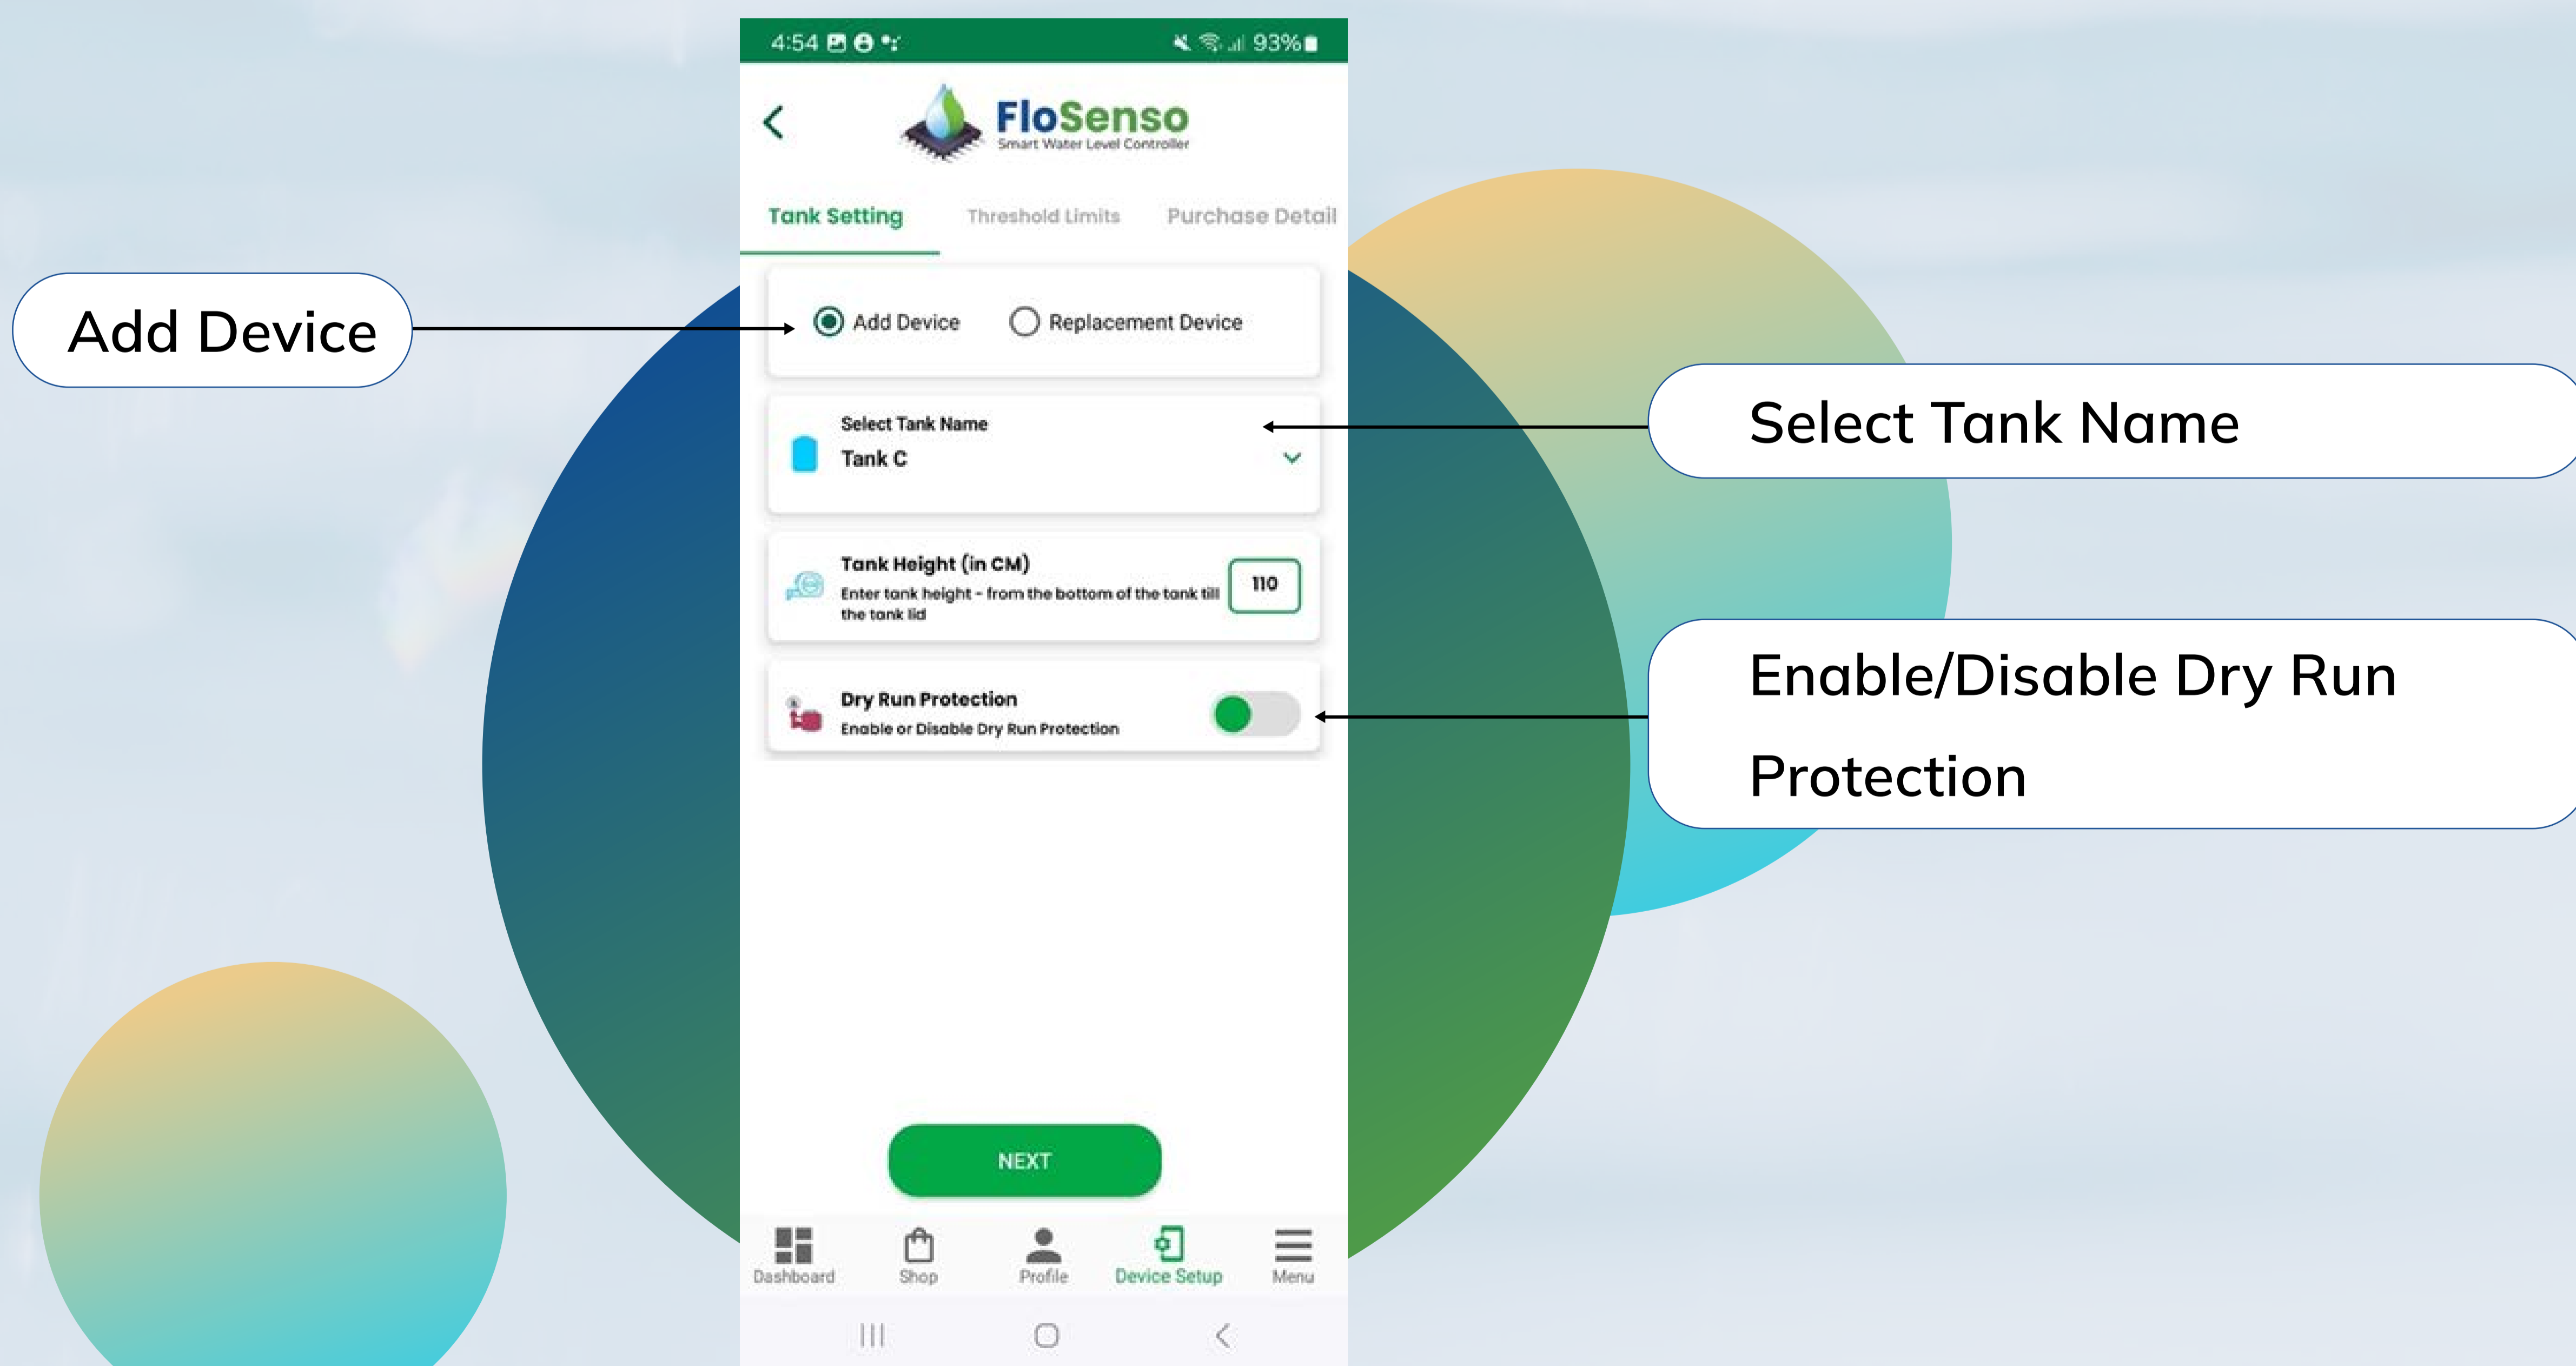 4:54
93%
FloSenso
Smart Water Level Controller
Tank Setting
Threshold Limits
Purchase Detail
Add Device
Add Device
Replacement Device
Select Tank Name
Tank C
Select Tank Name
Tank Height (in CM)
Enter tank height - from the bottom of the tank till
the tank lid
110
Dry Run Protection
Enable or Disable Dry Run Protection
Enable/Disable Dry Run
Protection
NEXT
Dashboard
Shop
Profile
Device Setup
Menu